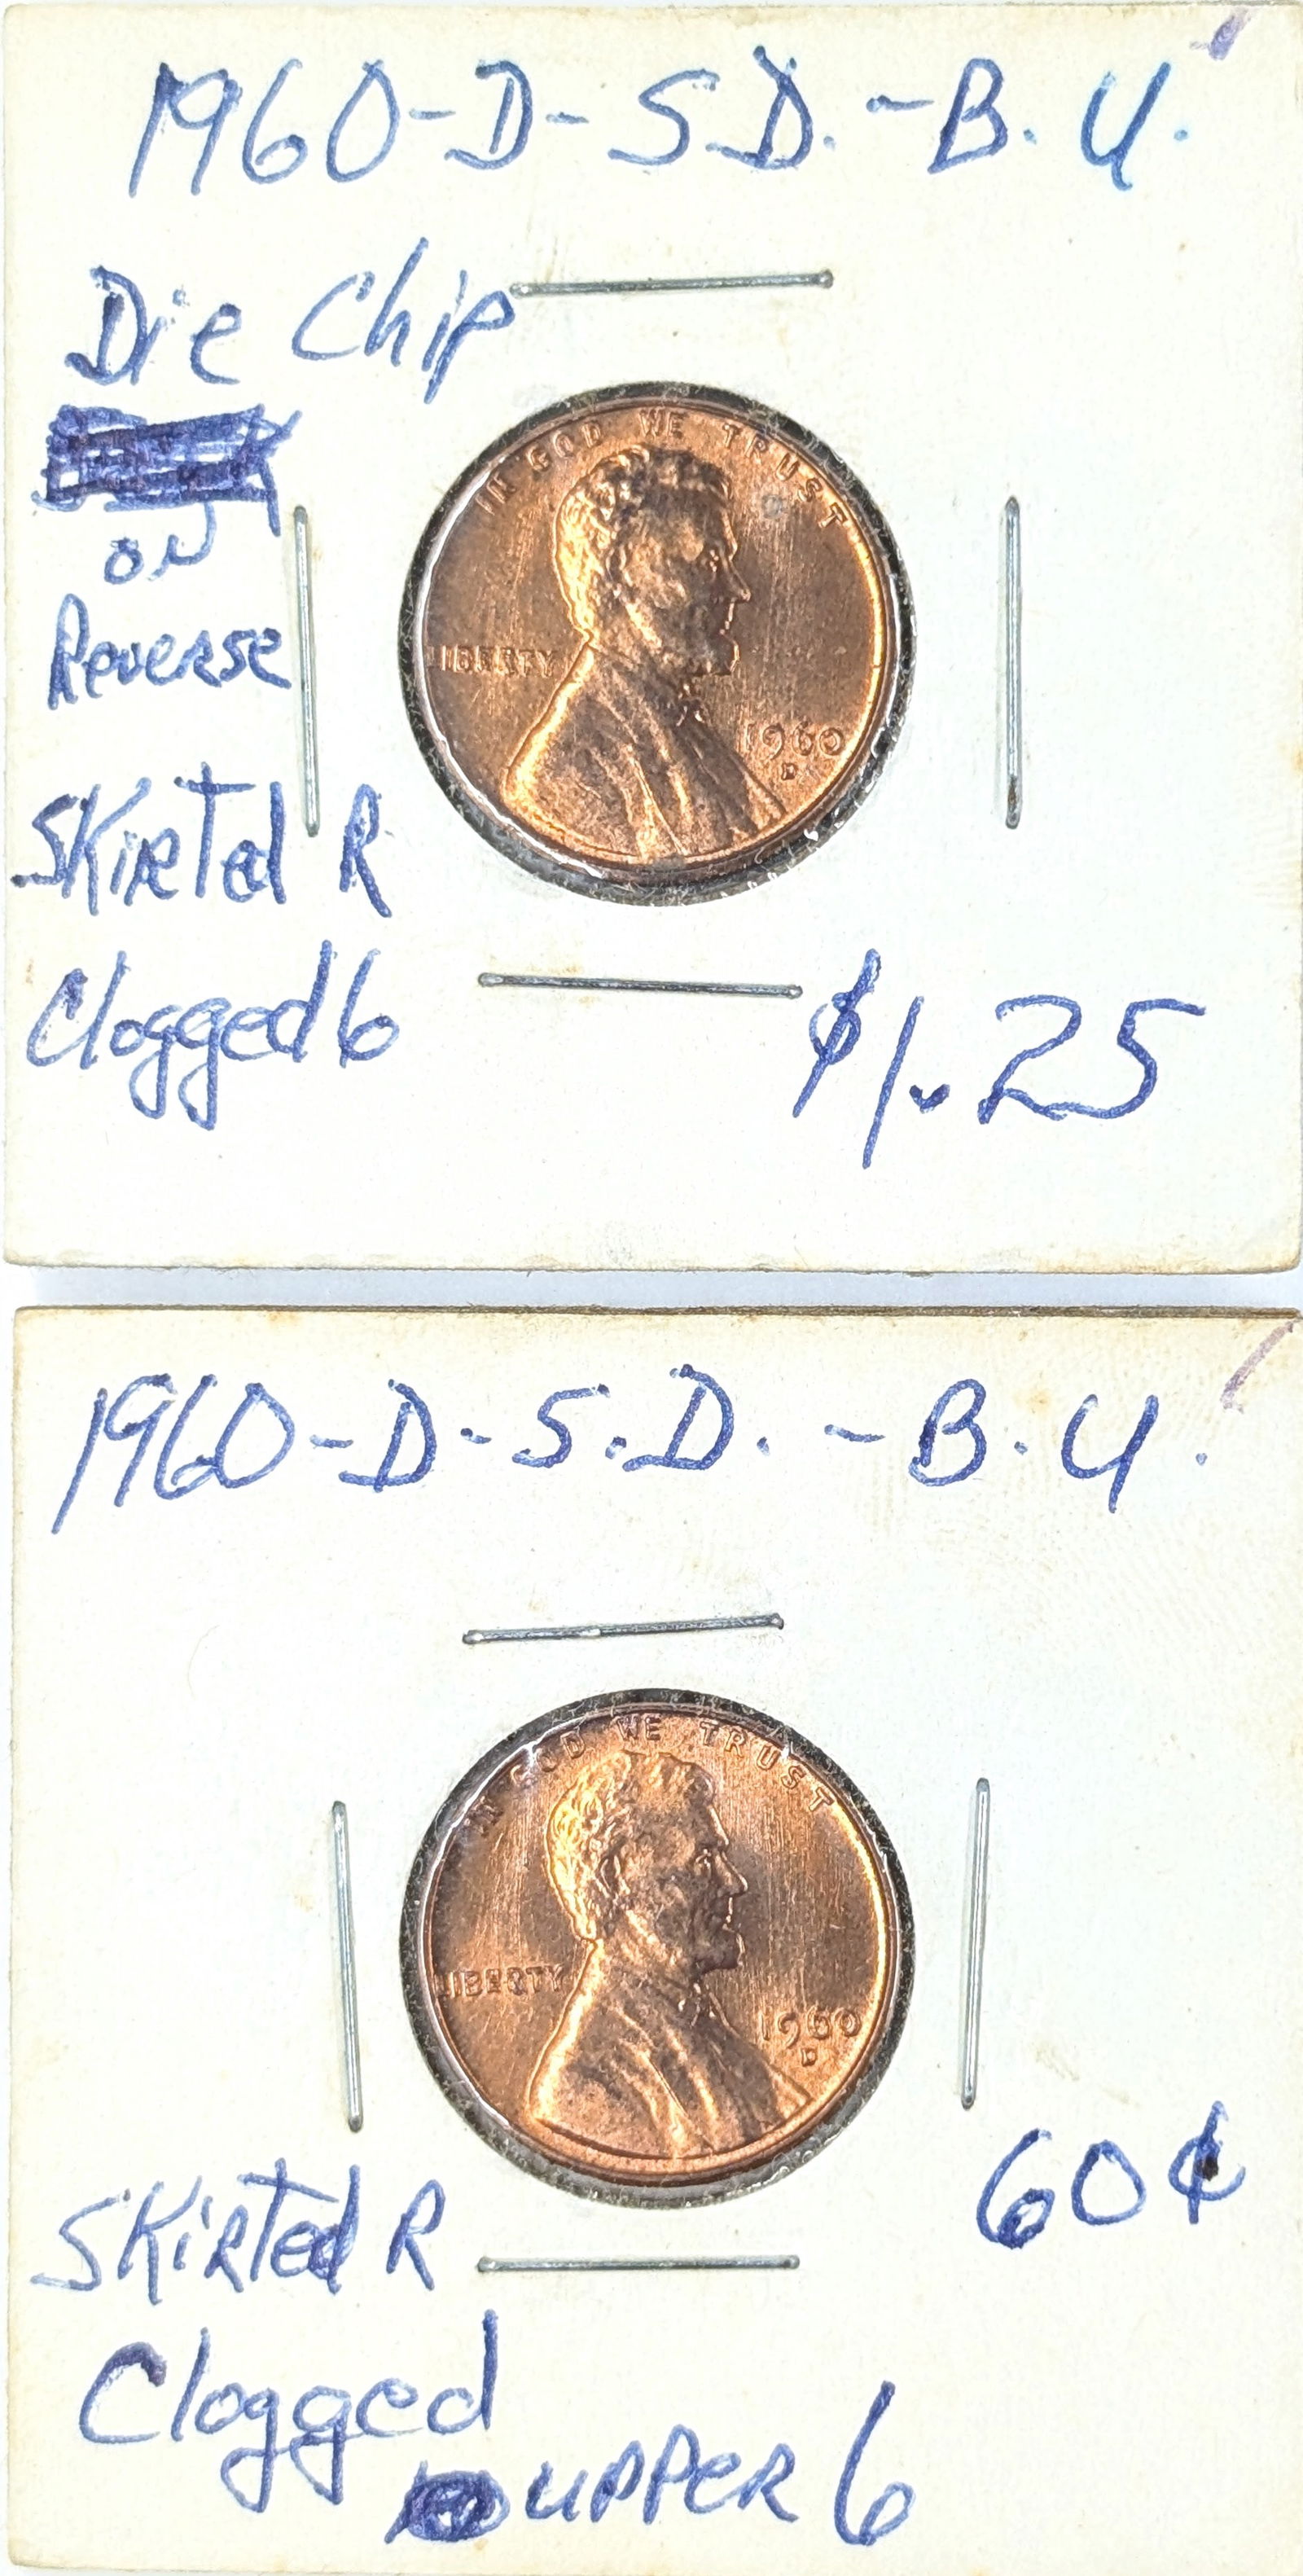 1960-D-S.D.-B.U.
Die Chip
on
Reverse
Skirted R
Clogged 6
$1.25
IN GOD WE TRUST
LIBERTY
1960
D
1960-D-S.D.-B.U.
60¢
Skirted R
Clogged
UPPER 6
IN GOD WE TRUST
LIBERTY
1960
D